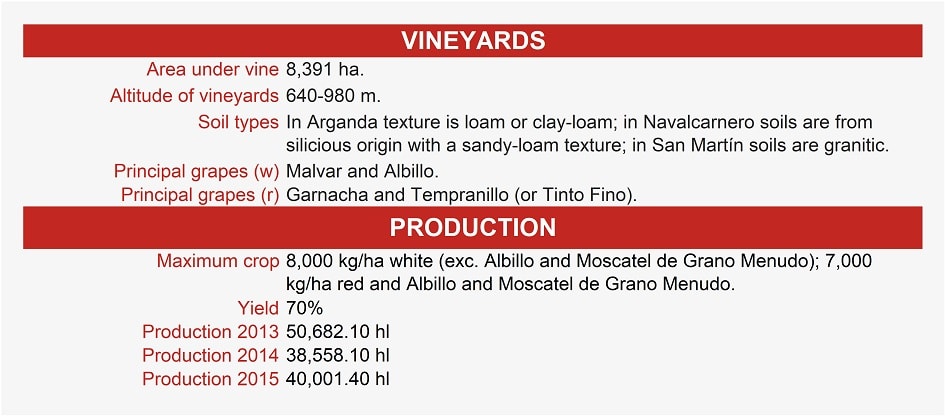 VINEYARDS
Area under vine 8,391 ha.
Altitude of vineyards 640-980 m.
Soil types In Arganda texture is loam or clay-loam; in Navalcarnero soils are from
silicious origin with a sandy-loam texture; in San Martín soils are granitic.
Principal grapes (w) Malvar and Albillo.
Principal grapes (r) Garnacha and Tempranillo (or Tinto Fino).
PRODUCTION
Maximum crop 8,000 kg/ha white (exc. Albillo and Moscatel de Grano Menudo); 7,000
kg/ha red and Albillo and Moscatel de Grano Menudo.
Yield 70%
Production 2013 50,682.10 hl
Production 2014 38,558.10 hl
Production 2015 40,001.40 hl